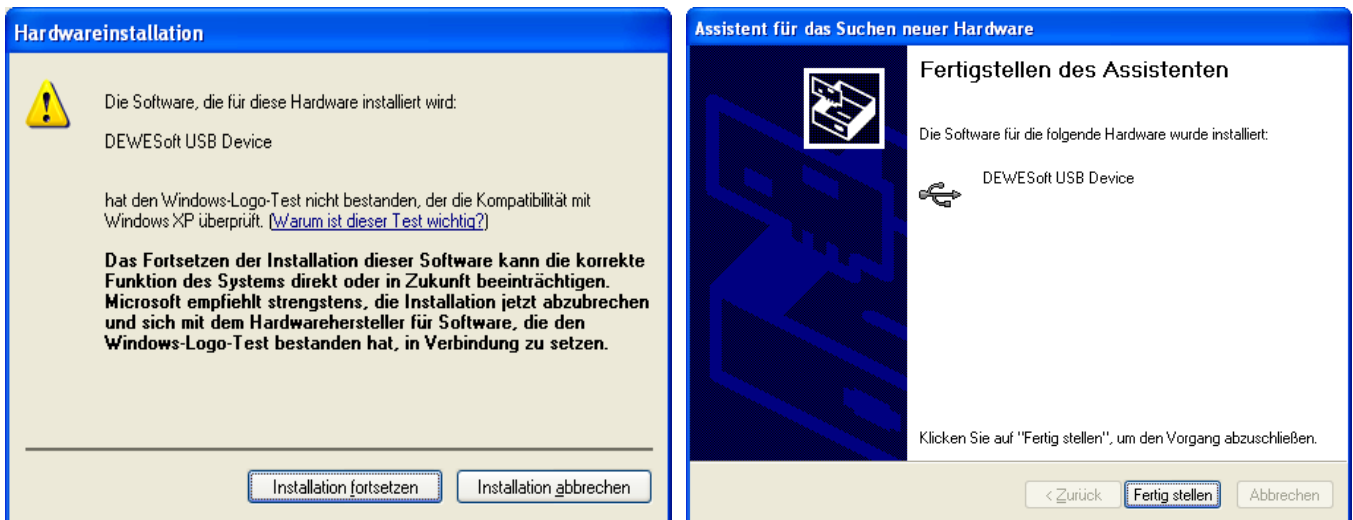 Hardwareinstallation
Die Software, die für diese Hardware installiert wird:
DEWESoft USB Device
hat den Windows-Logo-Test nicht bestanden, der die Kompatibilität mit
Windows XP überprüft. (Warum ist dieser Test wichtig?)
Das Fortsetzen der Installation dieser Software kann die korrekte
Funktion des Systems direkt oder in Zukunft beeinträchtigen.
Microsoft empfiehlt strengstens, die Installation jetzt abzubrechen
und sich mit dem Hardwarehersteller für Software, die den
Windows-Logo-Test bestanden hat, in Verbindung zu setzen.
Installation fortsetzen
Installation abbrechen
Assistent für das Suchen neuer Hardware
Fertigstellen des Assistenten
Die Software für die folgende Hardware wurde installiert:
DEWESoft USB Device
Klicken Sie auf "Fertig stellen", um den Vorgang abzuschließen.
< Zurück
Fertig stellen
Abbrechen